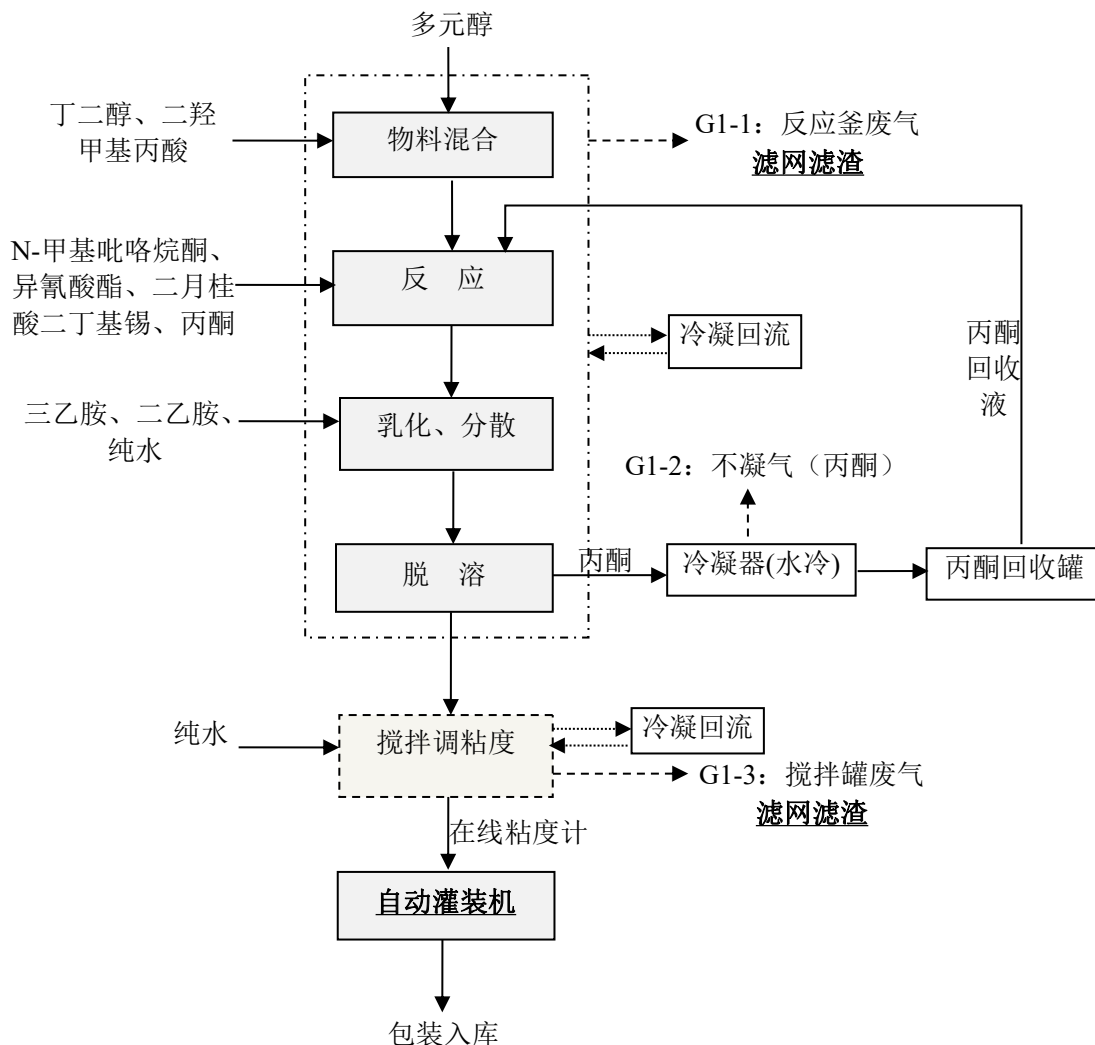 多元醇
丁二醇、二羟
甲基丙酸
物料混合
G1-1：反应釜废气
滤网滤渣
N-甲基吡咯烷酮、
异氰酸酯、二月桂
酸二丁基锡、丙酮
反 应
冷凝回流
丙酮
回收
液
三乙胺、二乙胺、
纯水
乳化、分散
G1-2：不凝气（丙酮）
脱 溶
丙酮
冷凝器(水冷)
丙酮回收罐
纯水
搅拌调粘度
冷凝回流
G1-3：搅拌罐废气
滤网滤渣
在线粘度计
自动灌装机
包装入库